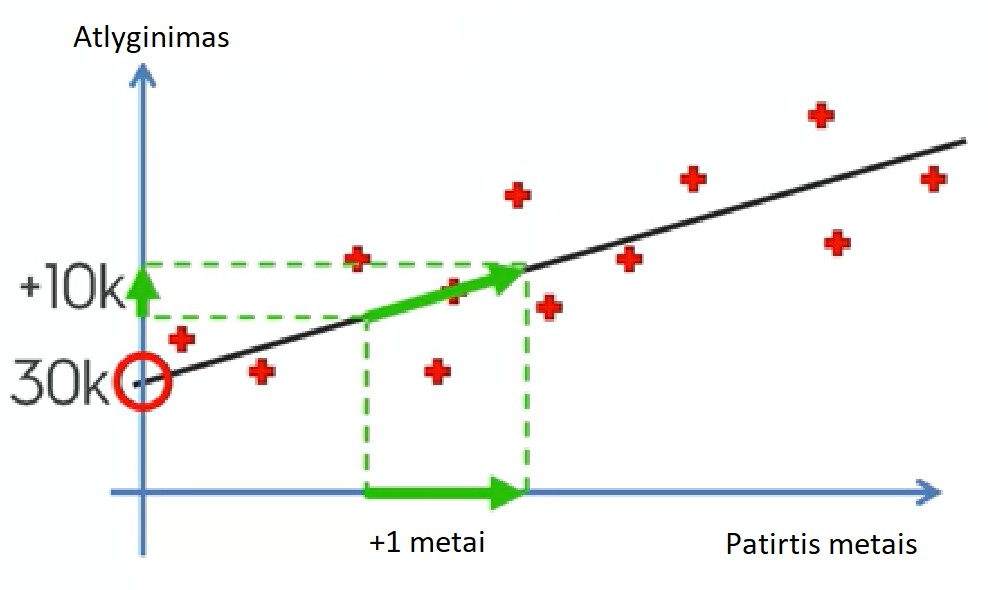 Atlyginimas
+10k
30k
+1 metai
Patirtis metais